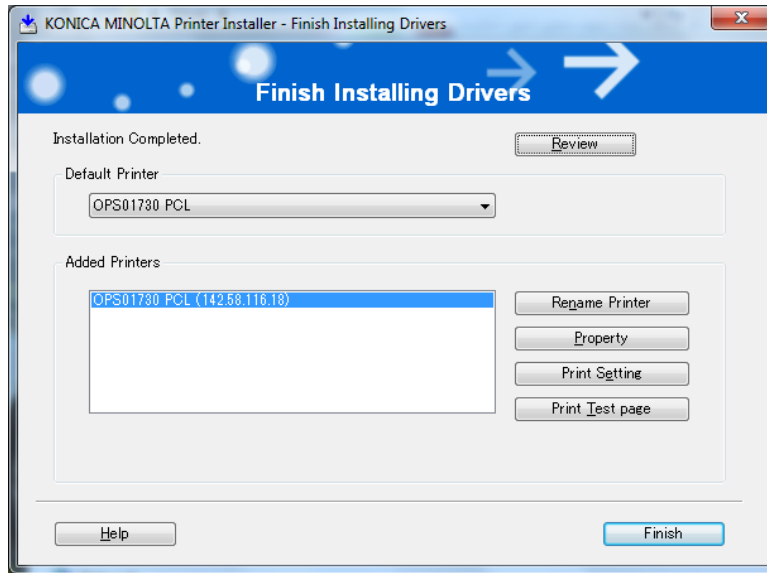 KONICA MINOLTA Printer Installer - Finish Installing Drivers
X
Finish Installing Drivers
Installation Completed.
Review
Default Printer
OPS01730 PCL
Added Printers
OPS01730 PCL (142.58.116.18)
Rename Printer
Property
Print Setting
Print Test page
Help
Finish